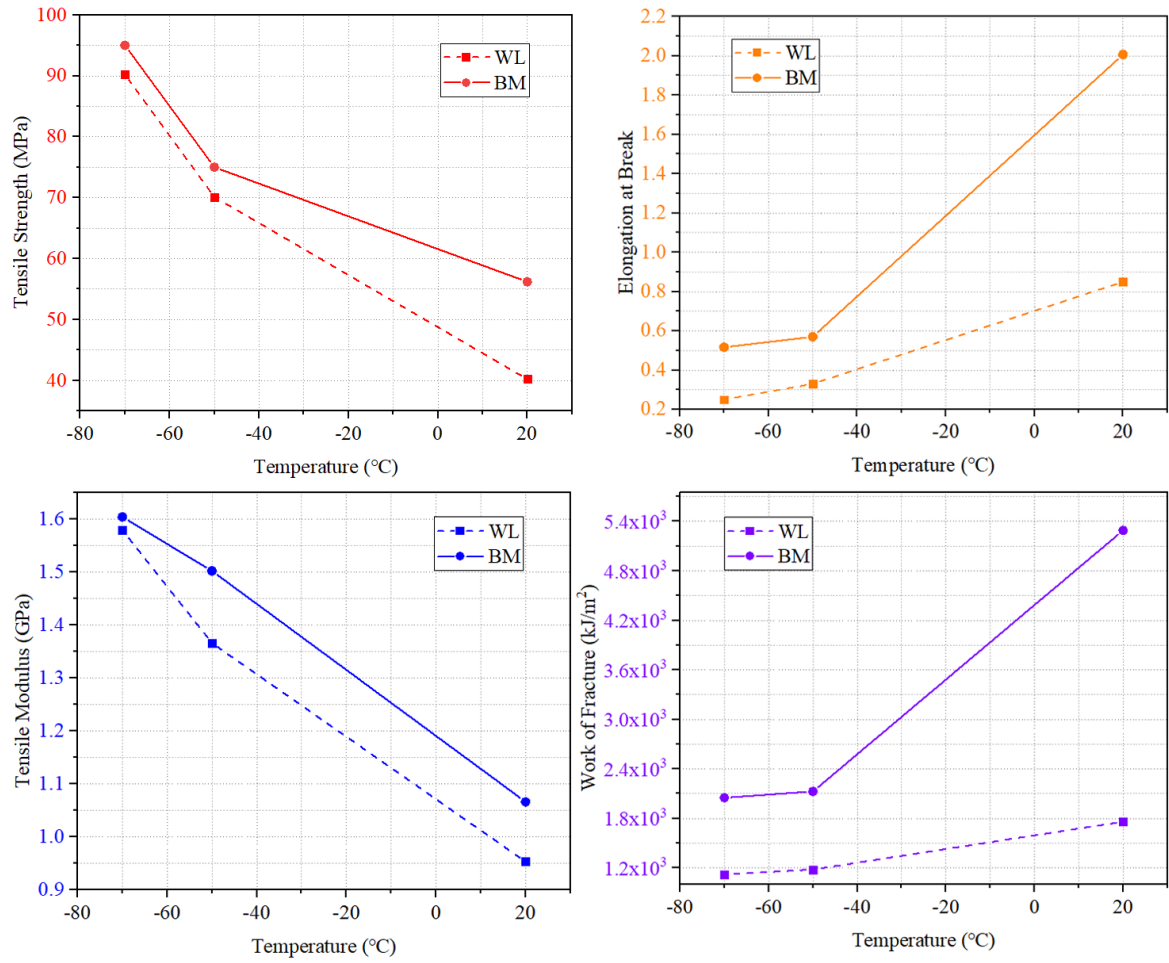 100
90
80
70
60
50
40
Tensile Strength (MPa)
WL
BM
-80 -60 -40 -20 0 20
Temperature (℃)
2.2
2.0
1.8
1.6
1.4
1.2
1.0
0.8
0.6
0.4
0.2
Elongation at Break
WL
BM
-80 -60 -40 -20 0 20
Temperature (℃)
1.6
1.5
1.4
1.3
1.2
1.1
1.0
0.9
Tensile Modulus (GPa)
WL
BM
-80 -60 -40 -20 0 20
Temperature (℃)
5.4x10³
4.8x10³
4.2x10³
3.6x10³
3.0x10³
2.4x10³
1.8x10³
1.2x10³
Work of Fracture (kJ/m²)
WL
BM
-80 -60 -40 -20 0 20
Temperature (℃)